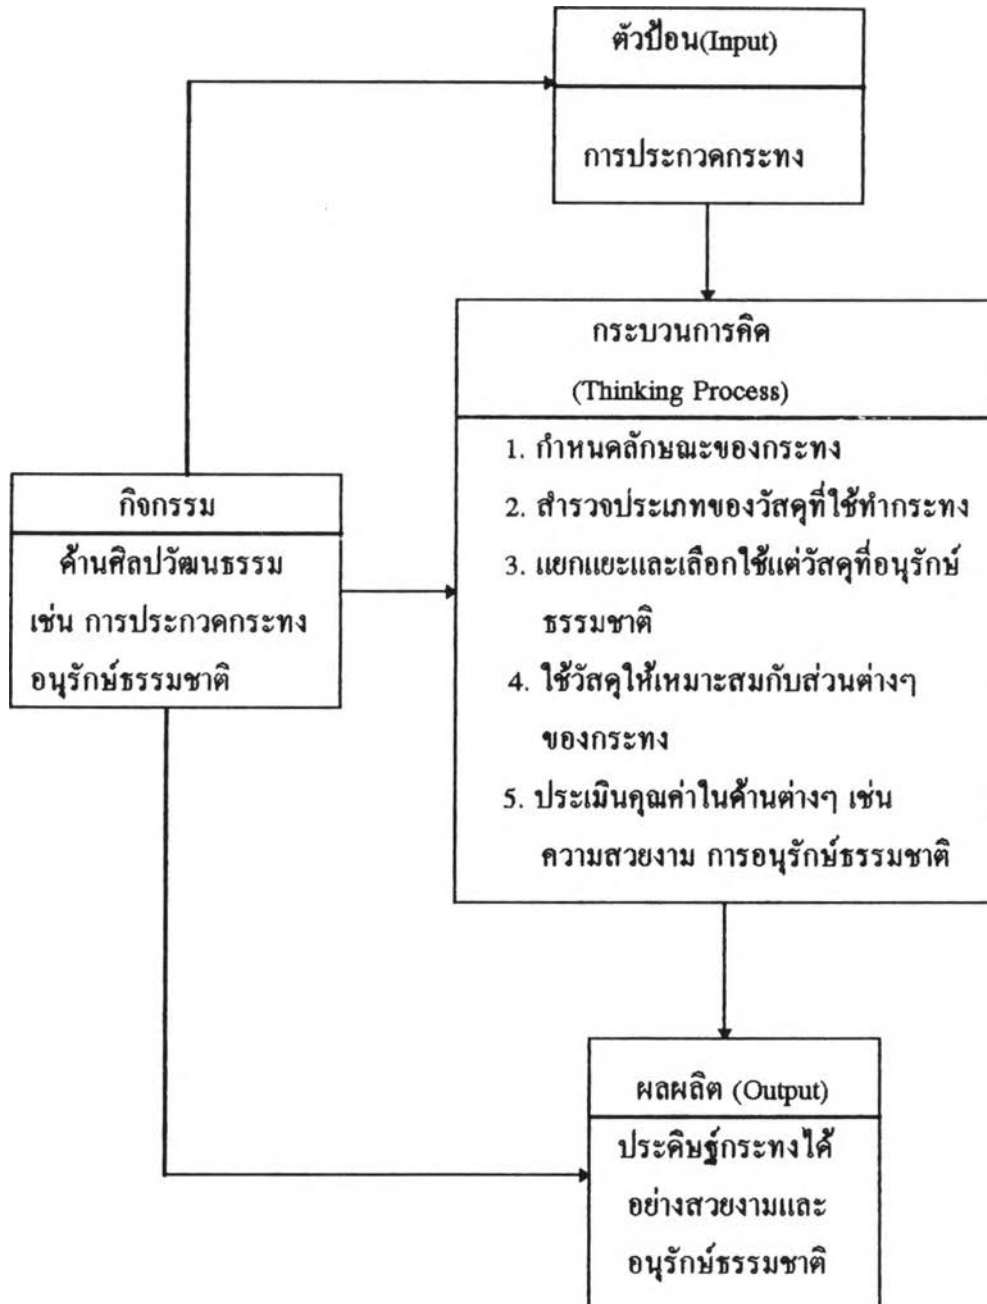 ตัวป้อน(Input)
การประกวดกระทง
กระบวนการคิด
(Thinking Process)
1. กำหนดลักษณะของกระทง
2. สำรวจประเภทของวัสดุที่ใช้ทำกระทง
3. แยกแยะและเลือกใช้แต่วัสดุที่อนุรักษ์
ธรรมชาติ
4. ใช้วัสดุให้เหมาะสมกับส่วนต่างๆ
ของกระทง
5. ประเมินคุณค่าในด้านต่างๆ เช่น
ความสวยงาม การอนุรักษ์ธรรมชาติ
กิจกรรม
ด้านศิลปวัฒนธรรม
เช่น การประกวดกระทง
อนุรักษ์ธรรมชาติ
ผลผลิต (Output)
ประดิษฐ์กระทงได้
อย่างสวยงามและ
อนุรักษ์ธรรมชาติ